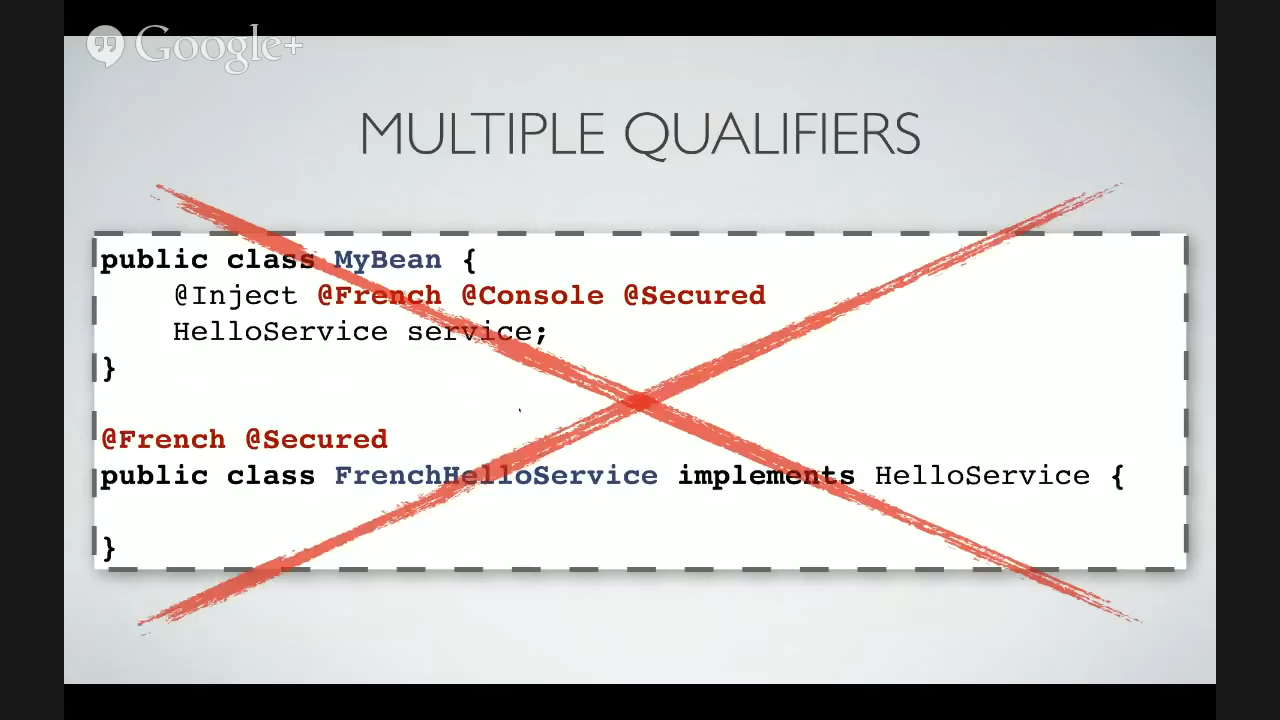 Google+
MULTIPLE QUALIFIERS
public class MyBean {
@Inject @French @Console @Secured
HelloService service;
}
@French @Secured
public class FrenchHelloService implements HelloService {
}